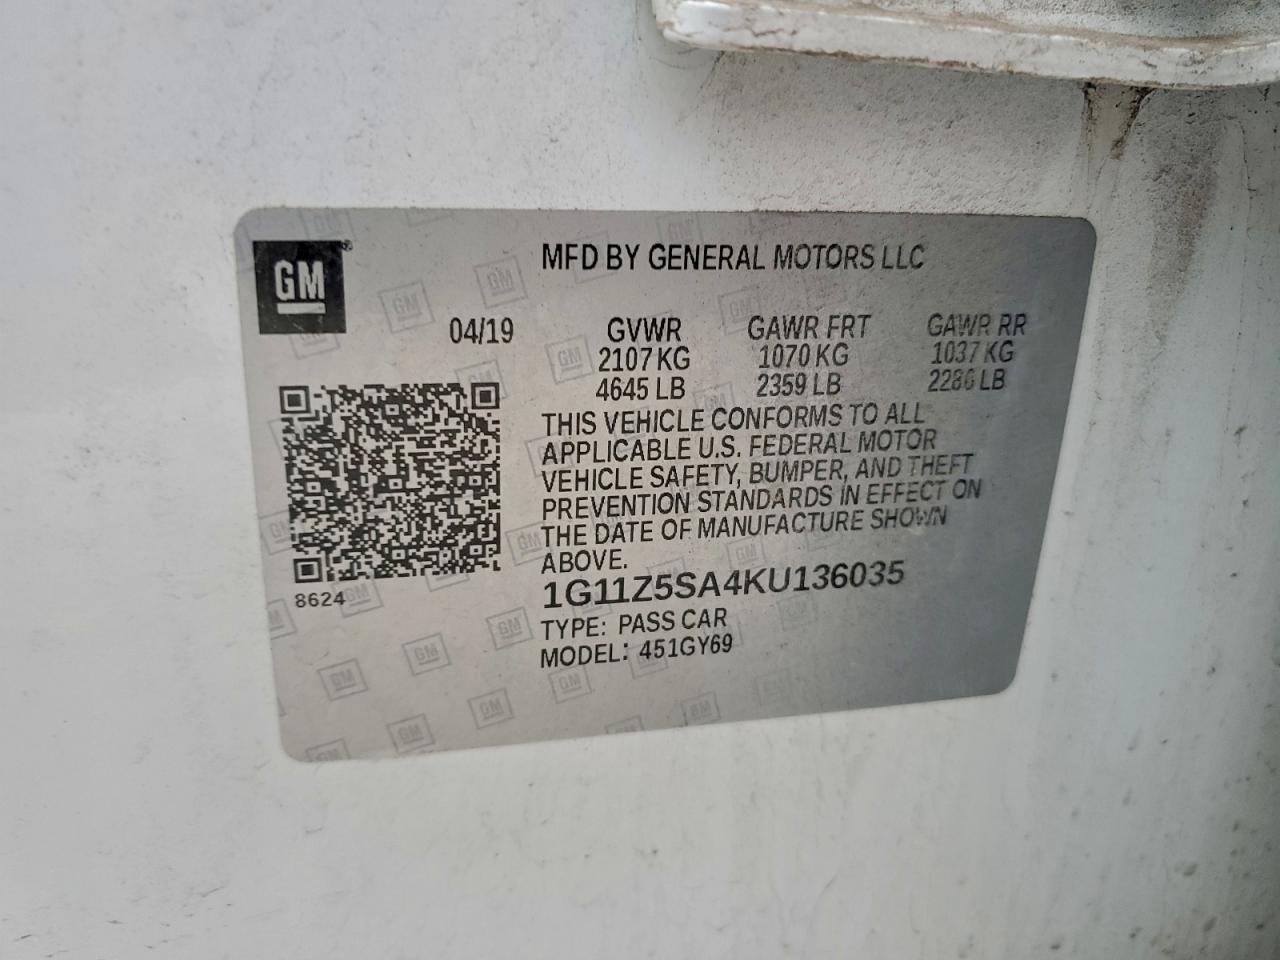 GM®
MFD BY GENERAL MOTORS LLC
04/19 GVWR GAWR FRT GAWR RR
2107 KG 1070 KG 1037 KG
4645 LB 2359 LB 2286 LB
THIS VEHICLE CONFORMS TO ALL
APPLICABLE U.S. FEDERAL MOTOR
VEHICLE SAFETY, BUMPER, AND THEFT
PREVENTION STANDARDS IN EFFECT ON
THE DATE OF MANUFACTURE SHOWN
ABOVE.
8624
1G11Z5SA4KU136035
TYPE: PASS CAR
MODEL: 451GY69